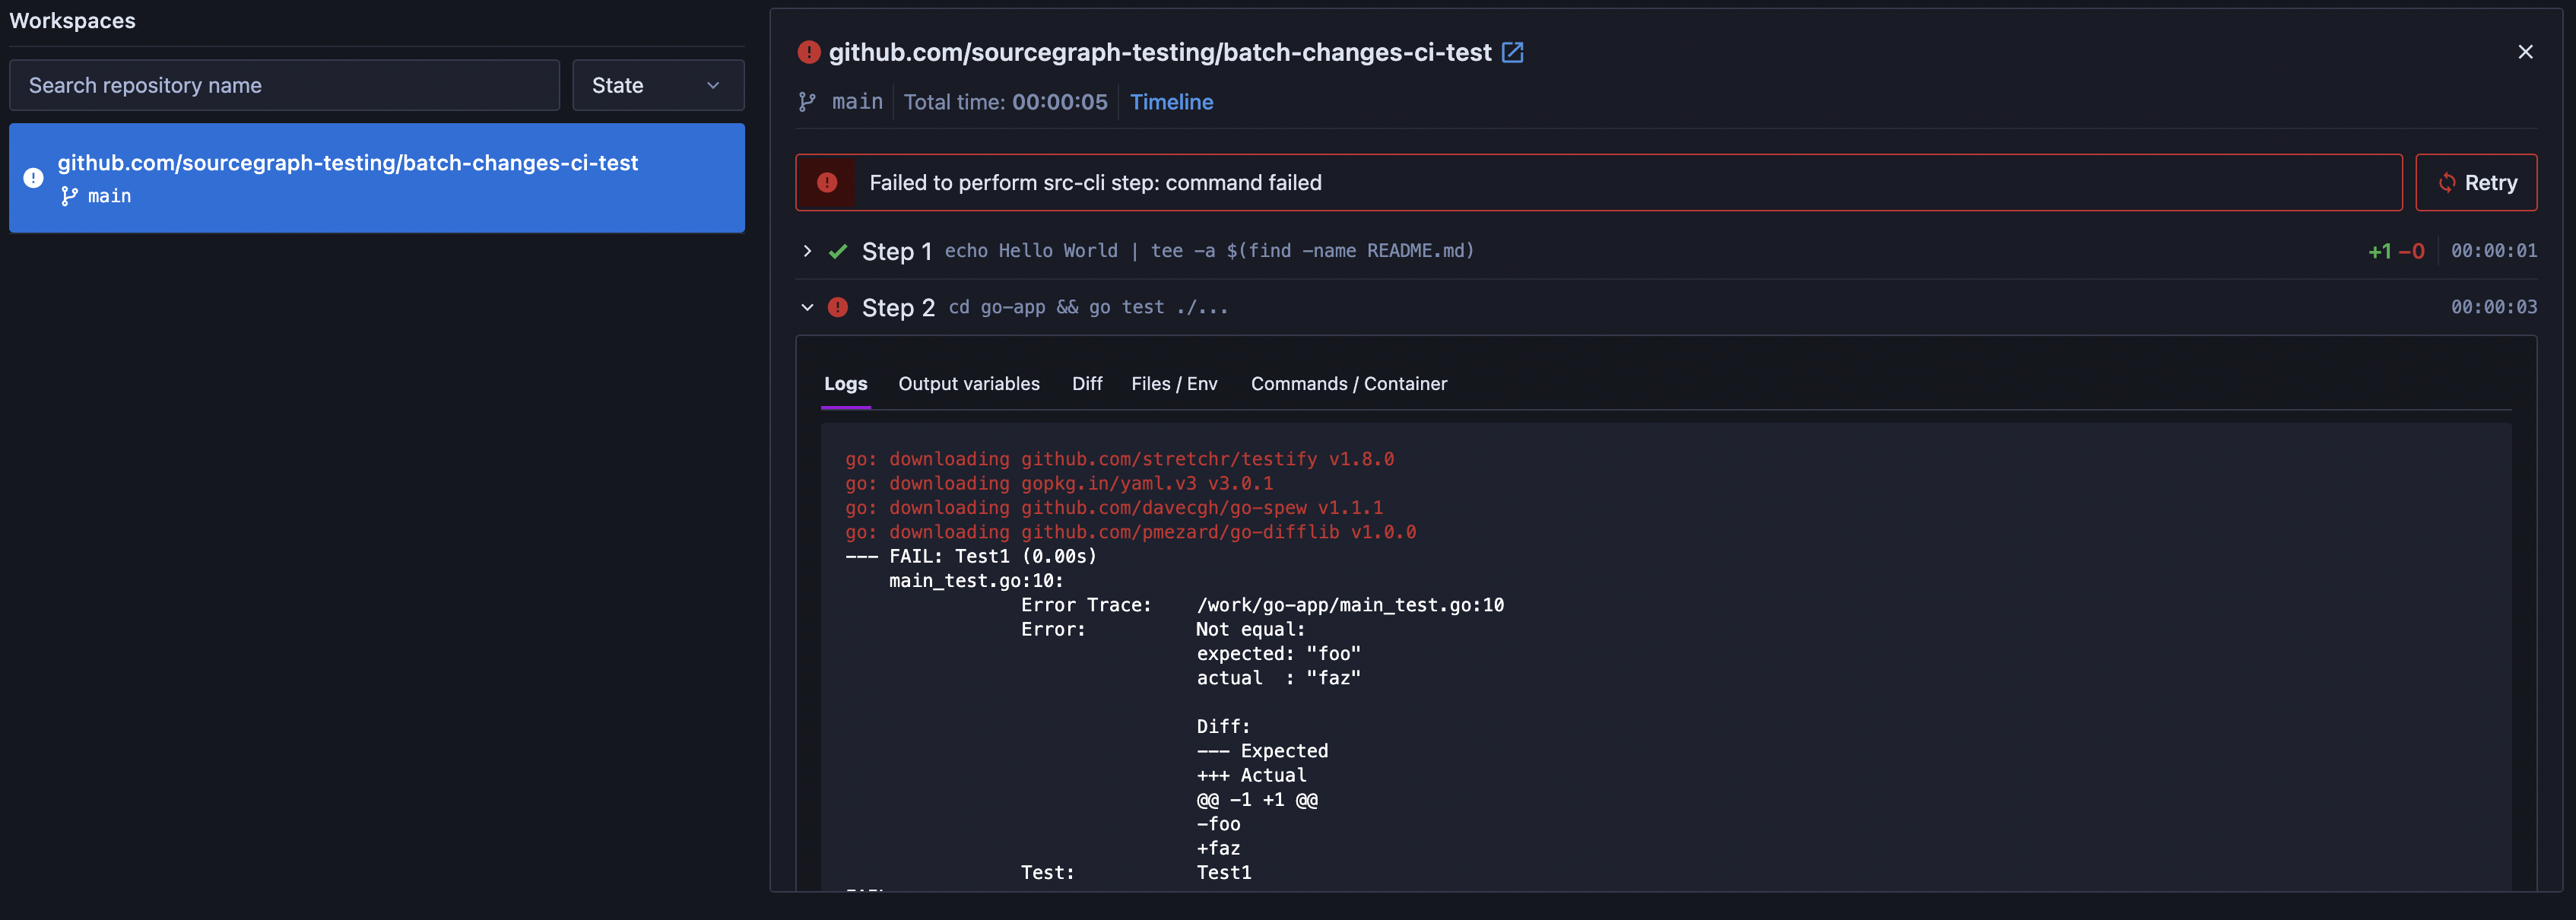 Workspaces
Search repository name
State
github.com/sourcegraph-testing/batch-changes-ci-test
main
github.com/sourcegraph-testing/batch-changes-ci-test
main Total time: 00:00:05 Timeline
Failed to perform src-cli step: command failed
Retry
Step 1 echo Hello World | tee -a $(find -name README.md) +1 -0 00:00:01
Step 2 cd go-app && go test ./... 00:00:03
Logs Output variables Diff Files / Env Commands / Container
go: downloading github.com/stretchr/testify v1.8.0
go: downloading gopkg.in/yaml.v3 v3.0.1
go: downloading github.com/davecgh/go-spew v1.1.1
go: downloading github.com/pmezard/go-difflib v1.0.0
--- FAIL: Test1 (0.00s)
main_test.go:10:
Error Trace: /work/go-app/main_test.go:10
Error: Not equal:
expected: "foo"
actual  : "faz"
Diff:
--- Expected
+++ Actual
@@ -1 +1 @@
-foo
+faz
Test: Test1